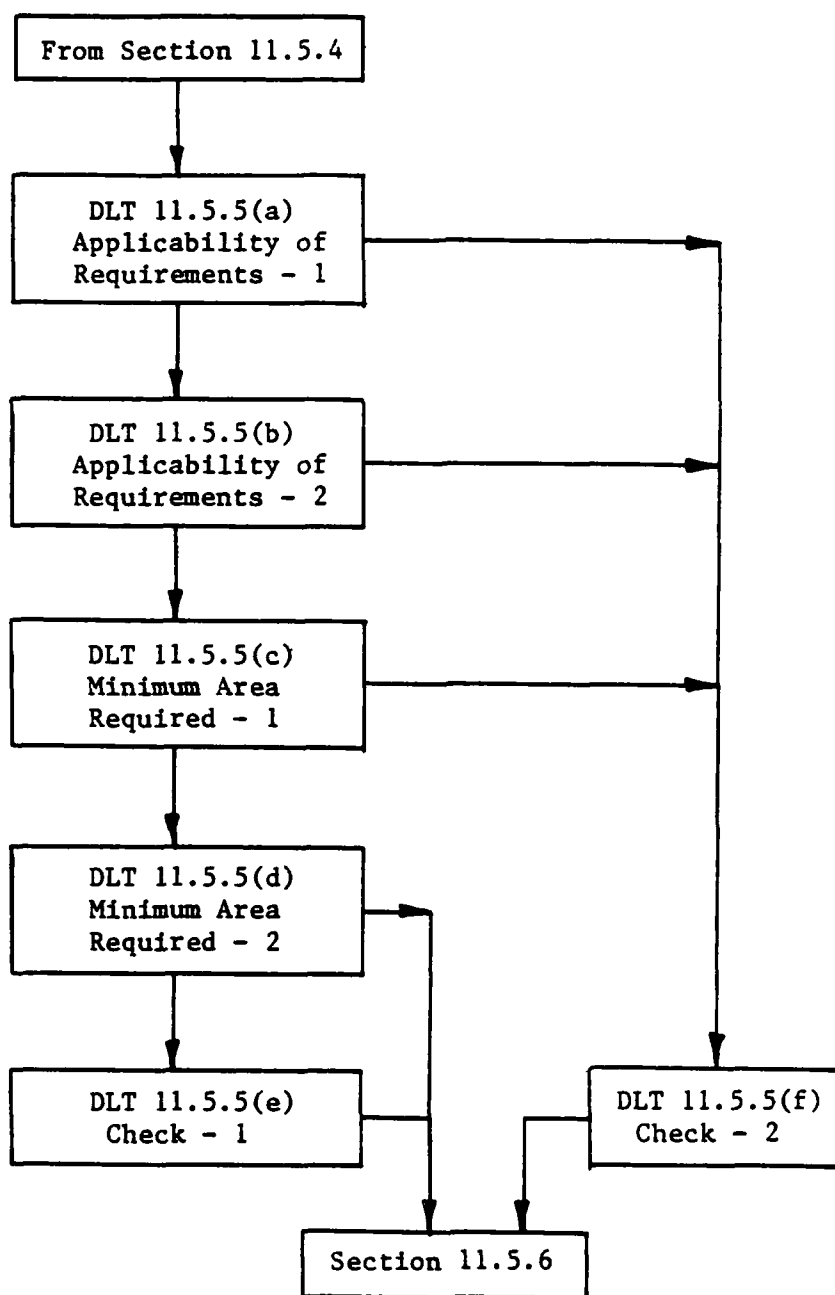 From Section 11.5.4
DLT 11.5.5(a)
Applicability of
Requirements - 1
DLT 11.5.5(b)
Applicability of
Requirements - 2
DLT 11.5.5(c)
Minimum Area
Required - 1
DLT 11.5.5(d)
Minimum Area
Required - 2
DLT 11.5.5(e)
Check - 1
DLT 11.5.5(f)
Check - 2
Section 11.5.6